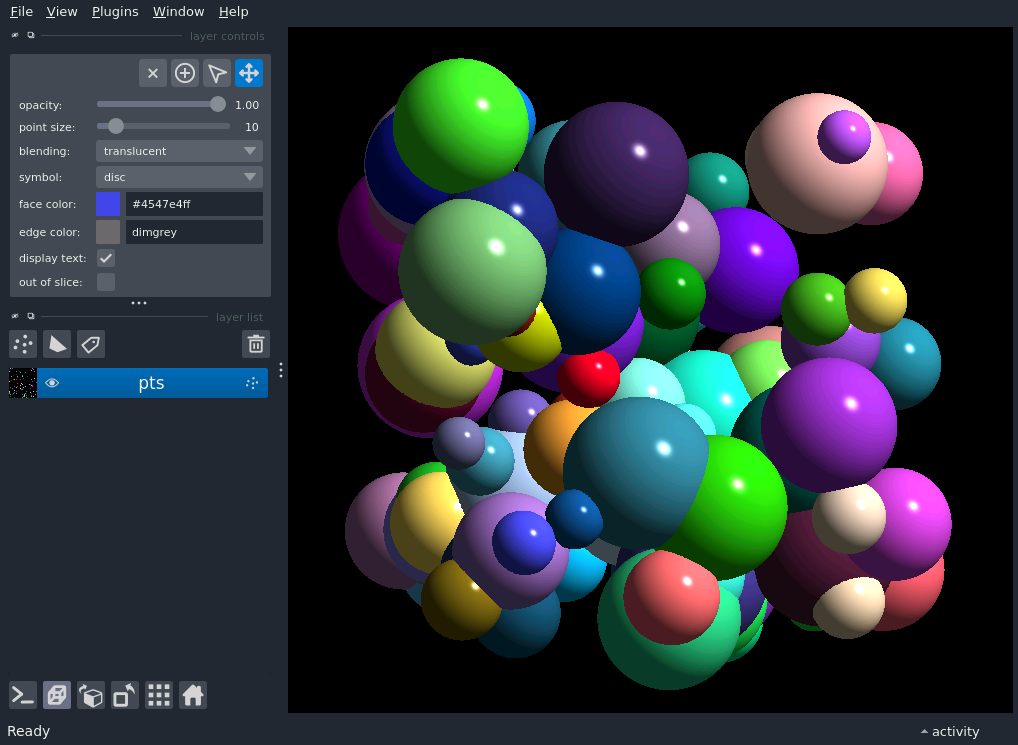 File View Plugins Window Help
layer controls
opacity: 1.00
point size: 10
blending: translucent
symbol: disc
face color: #4547e4ff
edge color: dimgrey
display text:
out of slice:
layer list
pts
Ready
activity